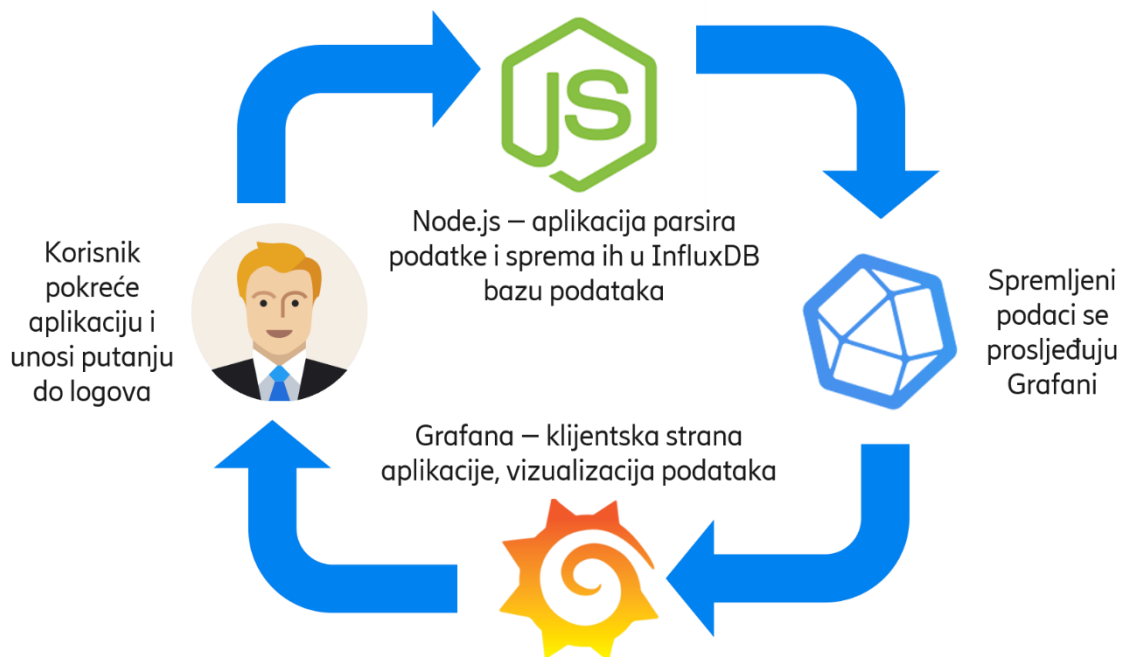 JS
Node.js – aplikacija parsira
podatke i sprema ih u InfluxDB
bazu podataka
Korisnik
pokreće
aplikaciju i
unosi putanju
do logova
Spremljeni
podaci se
prosljeđuju
Grafani
Grafana – klijentska strana
aplikacije, vizualizacija podataka